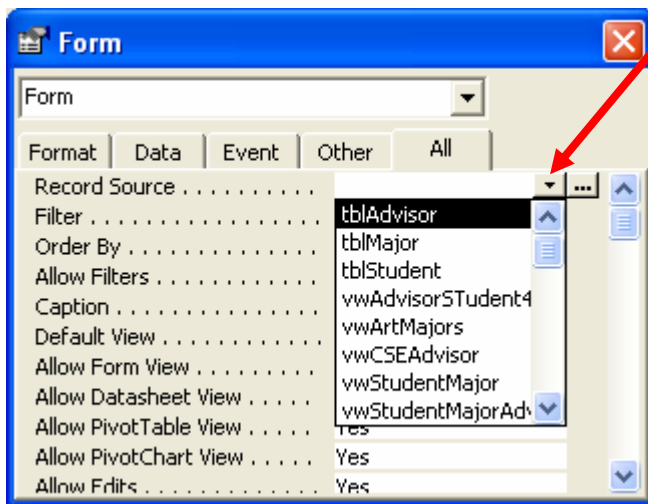 Form
Form
Format Data Event Other All
Record Source . . . . . . . . . .
Filter . . . . . . . . . . . . . . . . . . tblAdvisor
Order By . . . . . . . . . . . . . . . tblMajor
Allow Filters . . . . . . . . . . . . . tblStudent
Caption . . . . . . . . . . . . . . . . vwAdvisorSTudent4
Default View . . . . . . . . . . . . vwArtMajors
Allow Form View . . . . . . . . . vwCSEAdvisor
Allow Datasheet View . . . . . vwStudentMajor
Allow PivotTable View . . . . . vwStudentMajorAdv
Yes
Allow PivotChart View . . . . . Yes
Allow Edits . . . . . . . . . . . . . . Yes